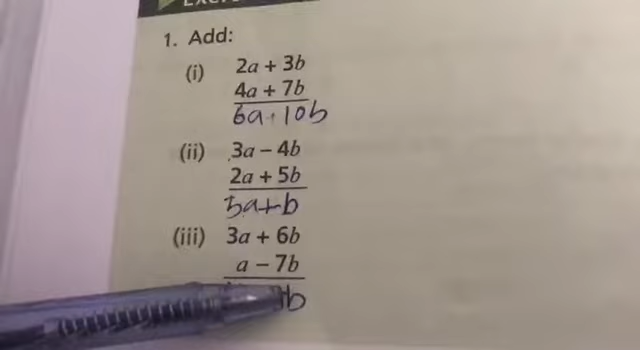 1. Add:
(i) 2a + 3b
4a + 7b
6a+10b
(ii) 3a – 4b
2a + 5b
5a+b
(iii) 3a + 6b
a – 7b
b